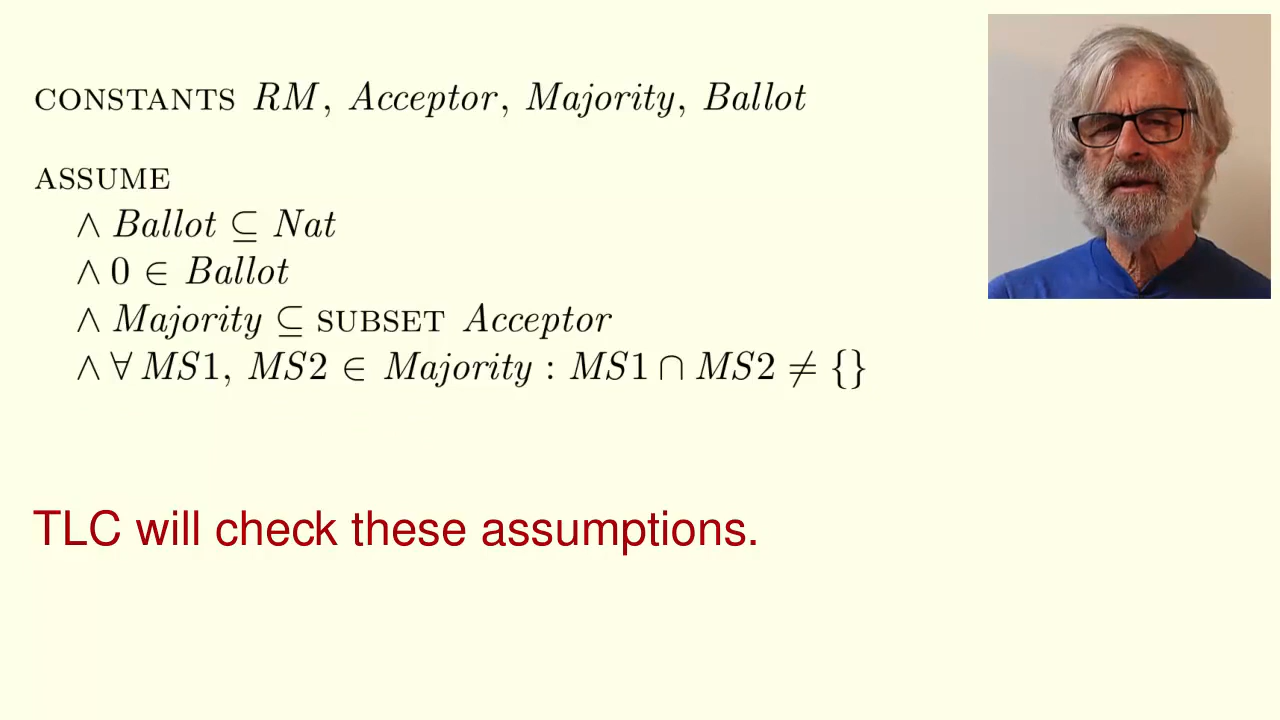 CONSTANTS RM, Acceptor, Majority, Ballot
ASSUME
∧ Ballot ⊆ Nat
∧ 0 ∈ Ballot
∧ Majority ⊆ SUBSET Acceptor
∧ ∀ MS1, MS2 ∈ Majority : MS1 ∩ MS2 ≠ {}
TLC will check these assumptions.